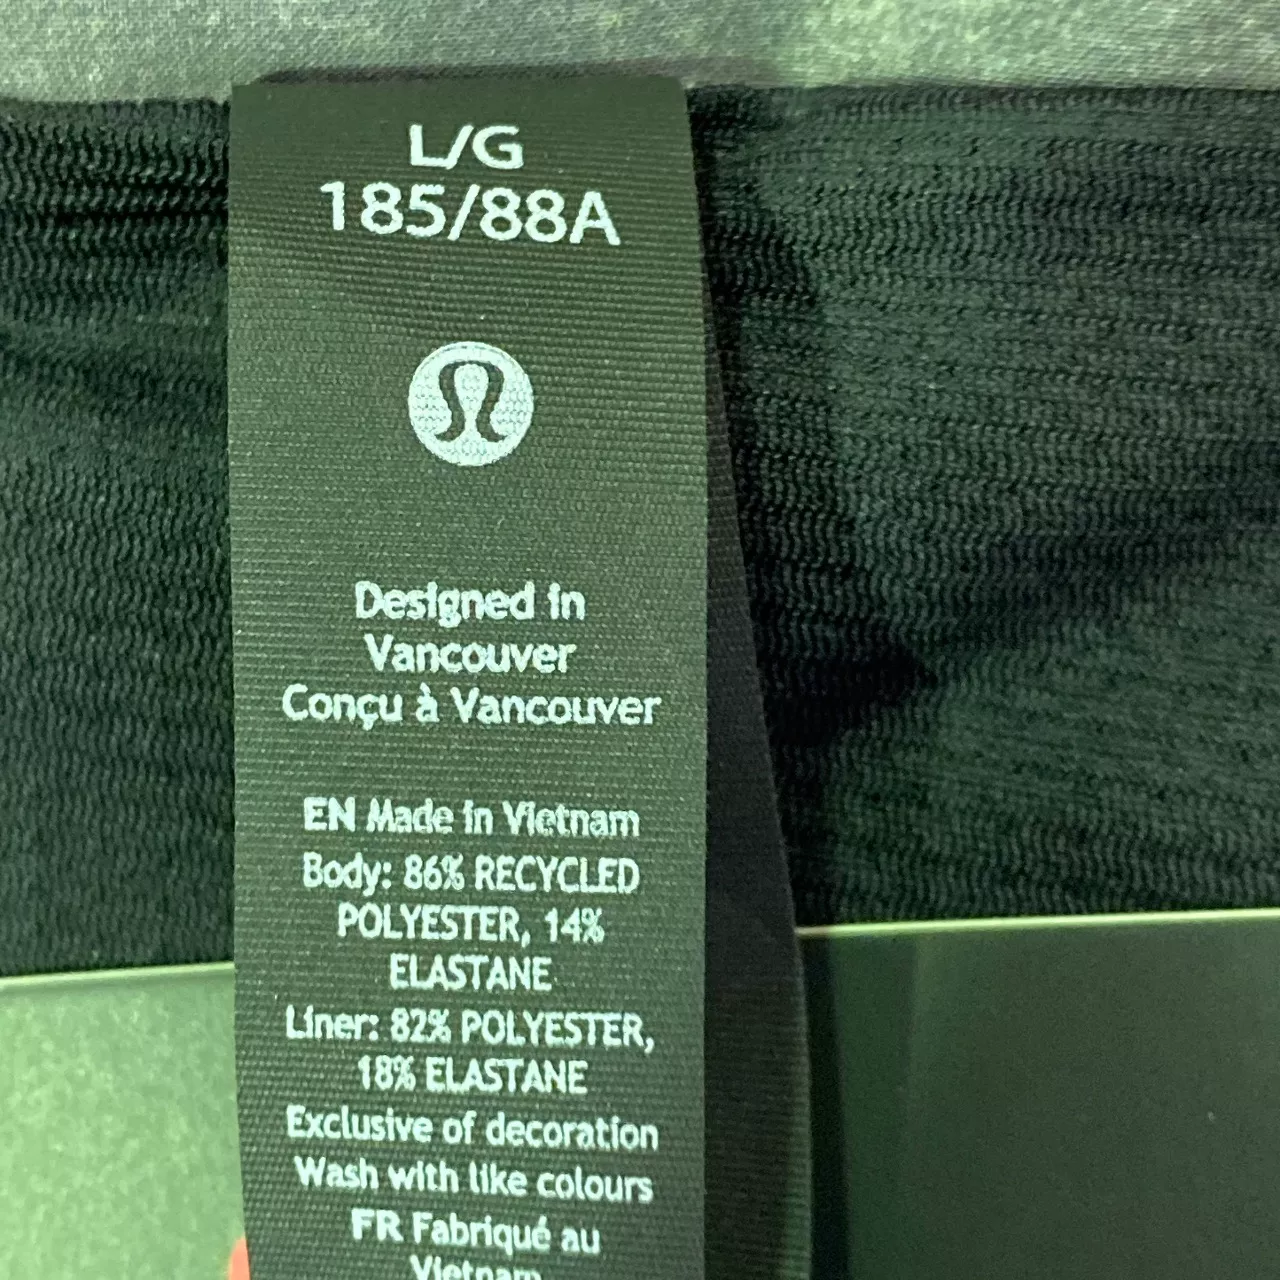 L/G
185/88A
Designed in
Vancouver
Conçu à Vancouver
EN Made in Vietnam
Body: 86% RECYCLED
POLYESTER, 14%
ELASTANE
Liner: 82% POLYESTER,
18% ELASTANE
Exclusive of decoration
Wash with like colours
FR Fabriqué au
Vietnam